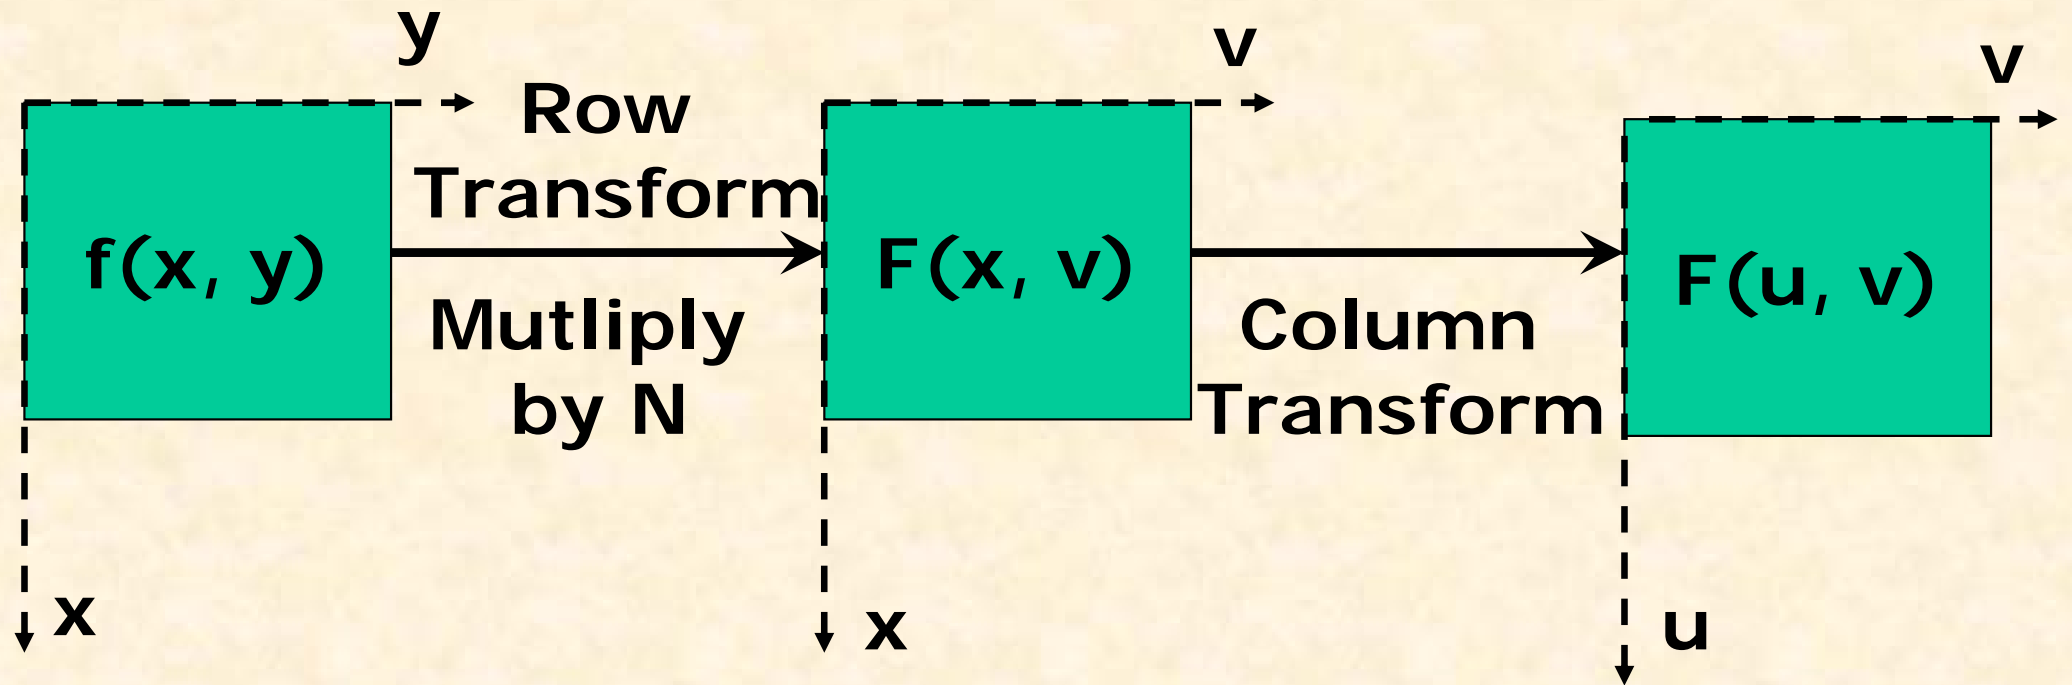 y
Row
Transform
f(x, y)
Mutliply
by N
x
v
F(x, v)
x
Column
Transform
v
F(u, v)
u